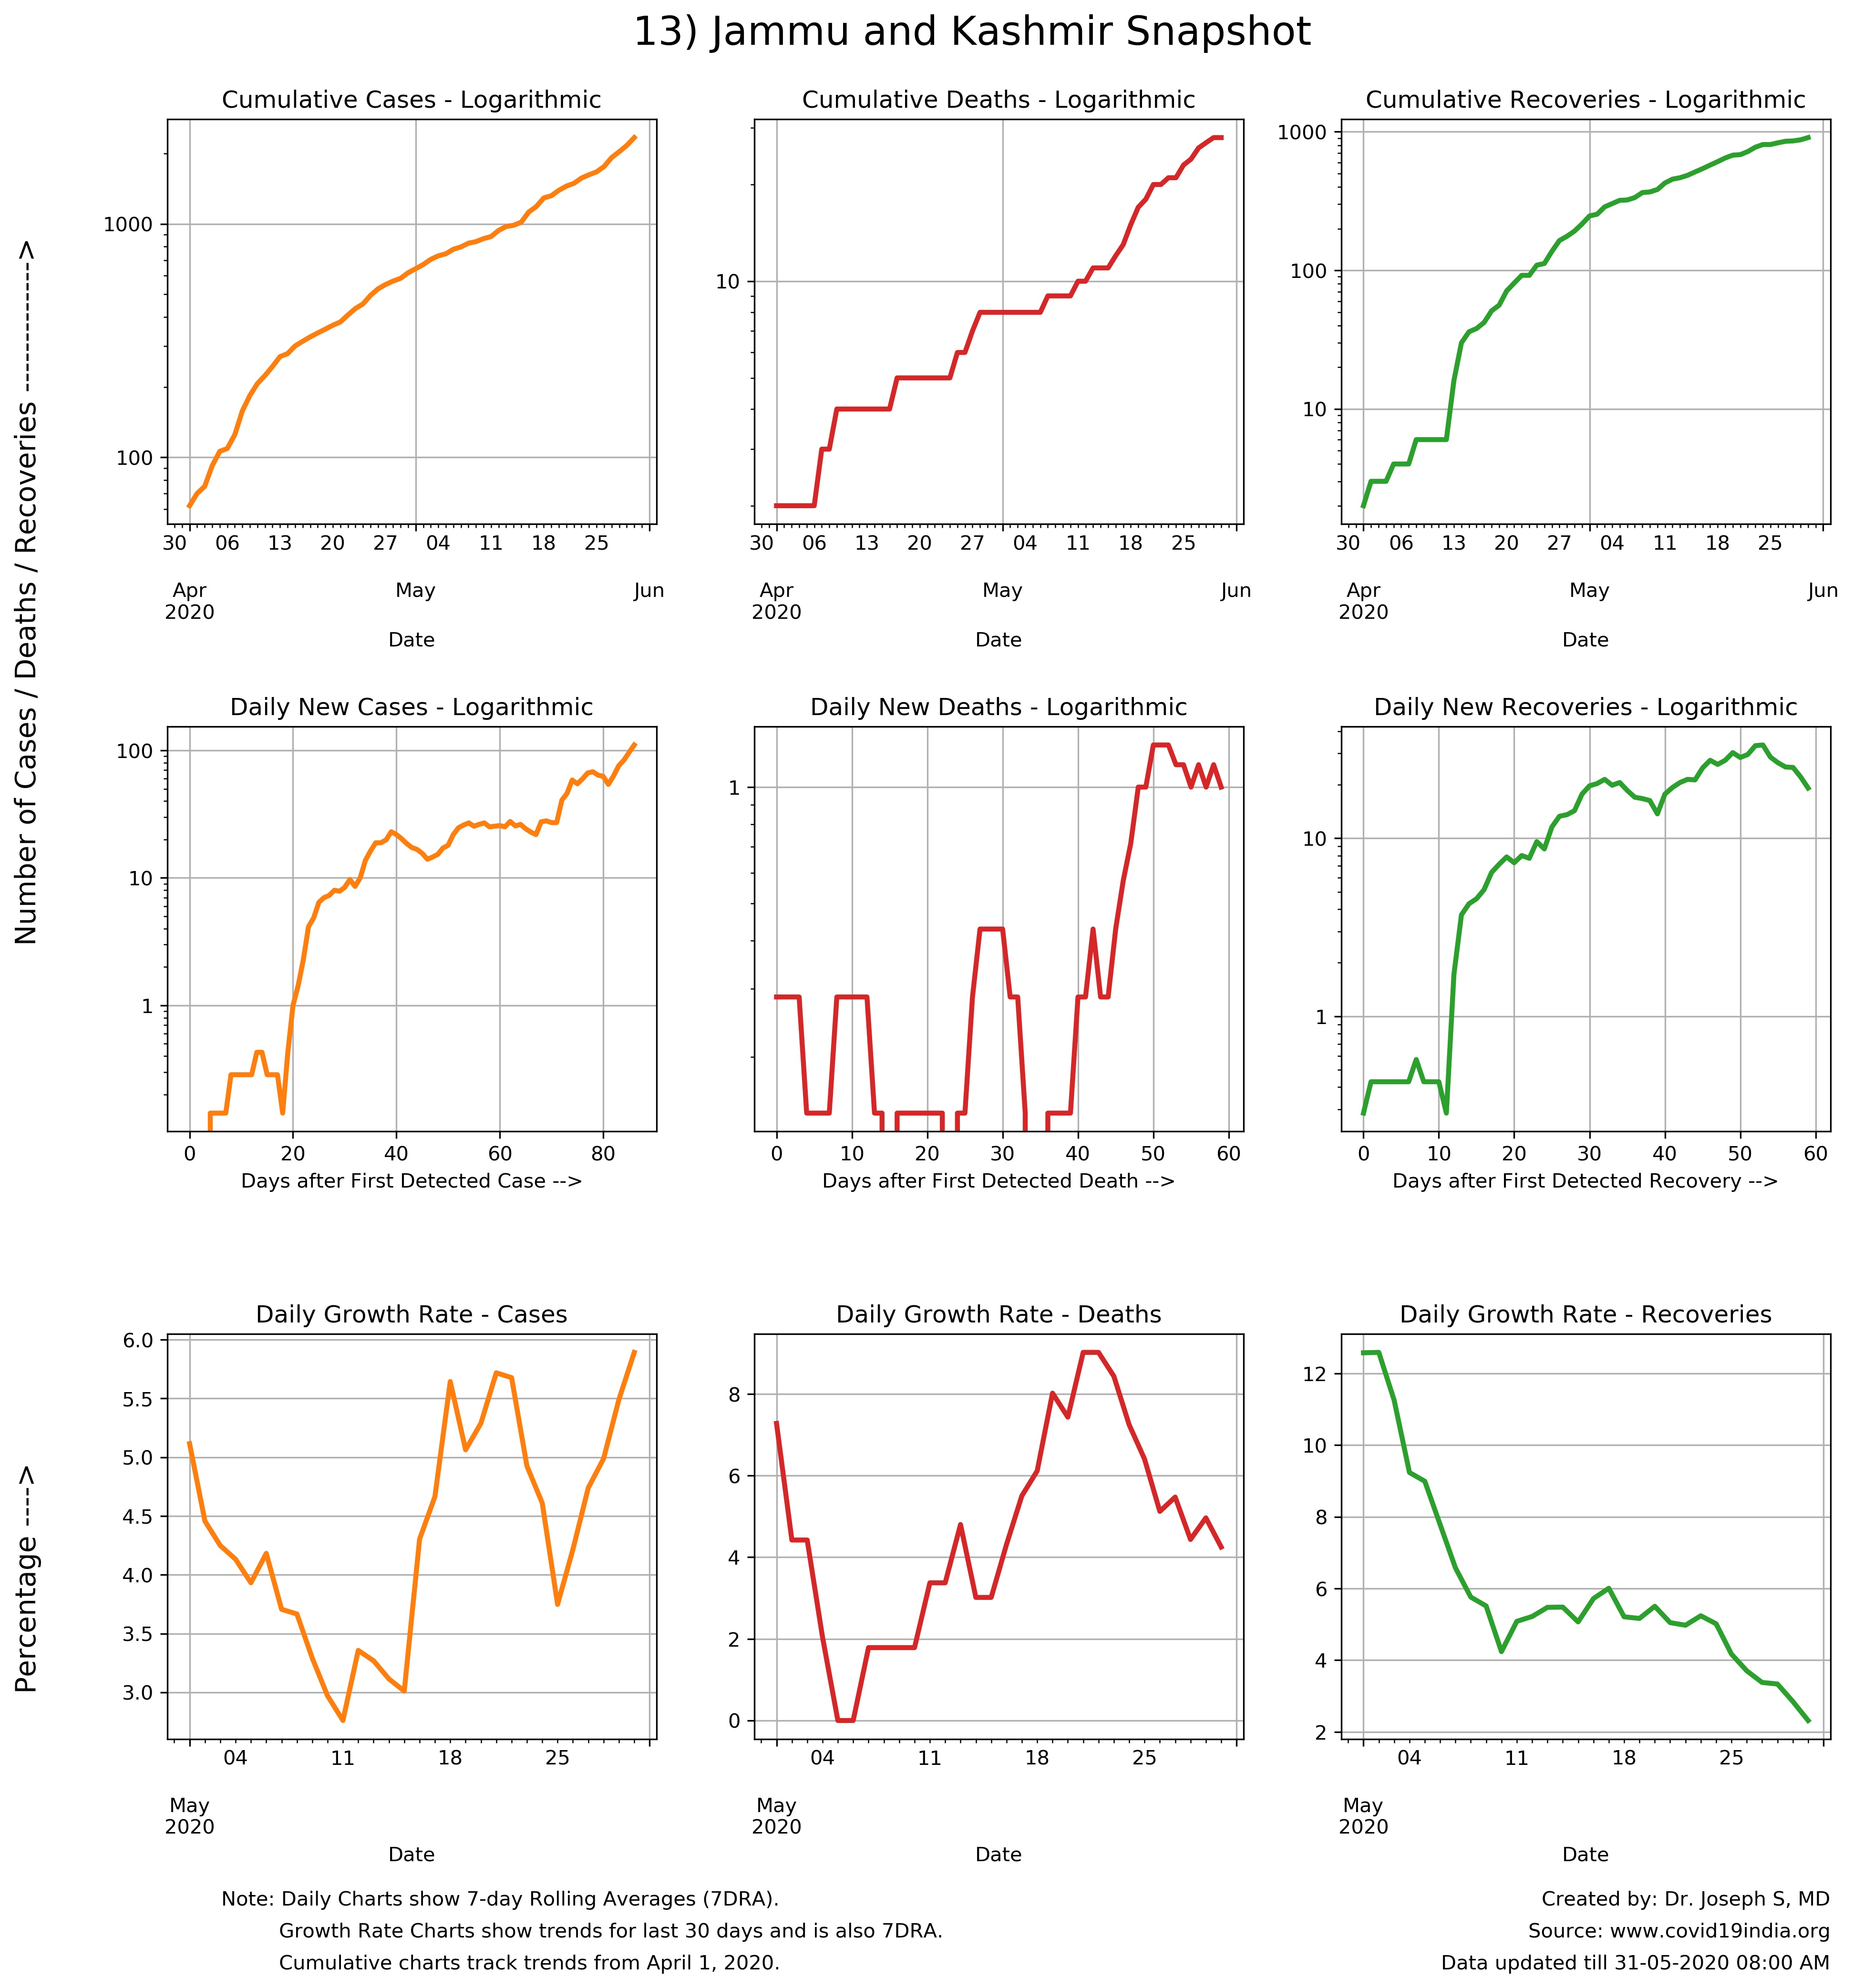 13) Jammu and Kashmir Snapshot
Number of Cases / Deaths / Recoveries --------------->
Cumulative Cases - Logarithmic
1000
100
30 06 13 20 27 04 11 18 25
Apr May Jun
2020
Date
Cumulative Deaths - Logarithmic
10
30 06 13 20 27 04 11 18 25
Apr May Jun
2020
Date
Cumulative Recoveries - Logarithmic
1000
100
10
30 06 13 20 27 04 11 18 25
Apr May Jun
2020
Date
Daily New Cases - Logarithmic
100
10
1
0 20 40 60 80
Days after First Detected Case -->
Daily New Deaths - Logarithmic
1
0 10 20 30 40 50 60
Days after First Detected Death -->
Daily New Recoveries - Logarithmic
10
1
0 10 20 30 40 50 60
Days after First Detected Recovery -->
Percentage ---->
Daily Growth Rate - Cases
6.0
5.5
5.0
4.5
4.0
3.5
3.0
04 11 18 25
May
2020
Date
Daily Growth Rate - Deaths
8
6
4
2
0
04 11 18 25
May
2020
Date
Daily Growth Rate - Recoveries
12
10
8
6
4
2
04 11 18 25
May
2020
Date
Note: Daily Charts show 7-day Rolling Averages (7DRA).
Growth Rate Charts show trends for last 30 days and is also 7DRA.
Cumulative charts track trends from April 1, 2020.
Created by: Dr. Joseph S, MD
Source: www.covid19india.org
Data updated till 31-05-2020 08:00 AM